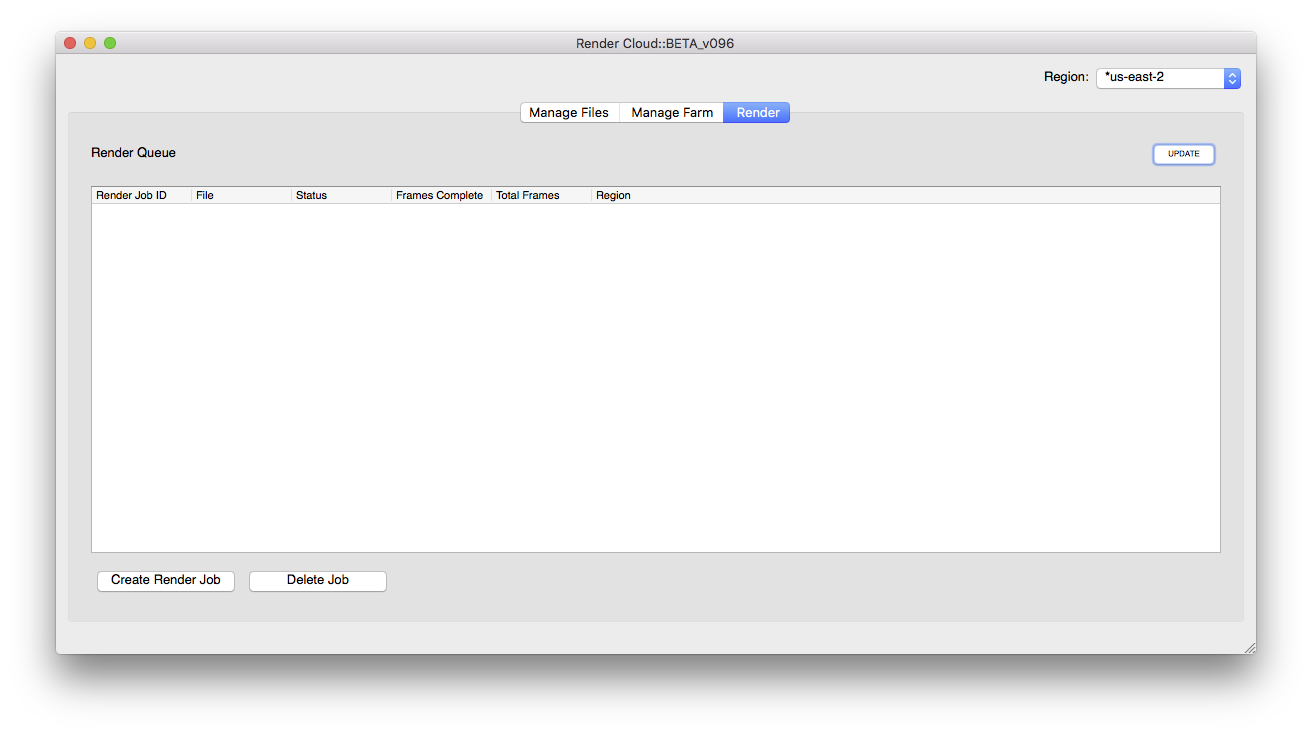 Render Cloud::BETA_v096
Region: *us-east-2
Manage Files Manage Farm Render
Render Queue UPDATE
Render Job ID File Status Frames Complete Total Frames Region
Create Render Job Delete Job